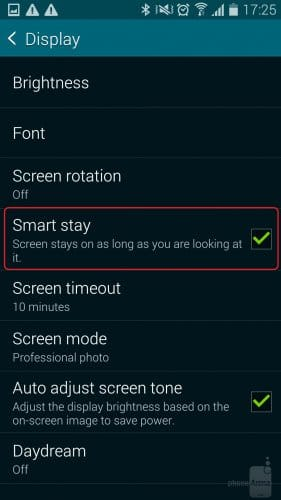 17:25
Display
Brightness
Font
Screen rotation
Off
Smart stay
Screen stays on as long as you are looking at
it.
Screen timeout
10 minutes
Screen mode
Professional photo
Auto adjust screen tone
Adjust the display brightness based on the
on-screen image to save power.
Daydream
Off
phoneArena